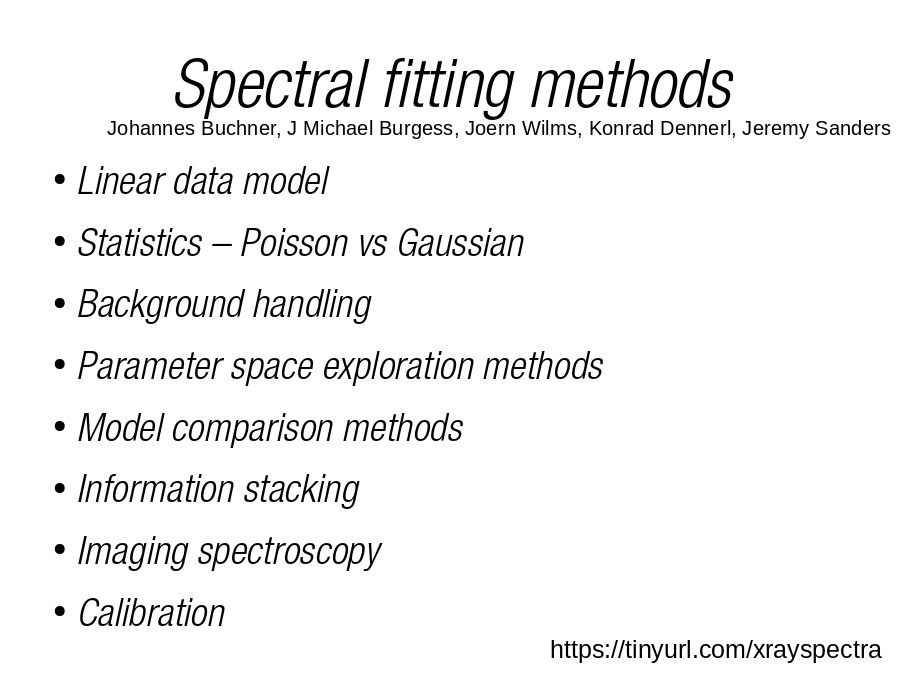 Spectral fitting methods
Johannes Buchner, J Michael Burgess, Joern Wilms, Konrad Dennerl, Jeremy Sanders
• Linear data model
• Statistics – Poisson vs Gaussian
• Background handling
• Parameter space exploration methods
• Model comparison methods
• Information stacking
• Imaging spectroscopy
• Calibration
https://tinyurl.com/xrayspectra